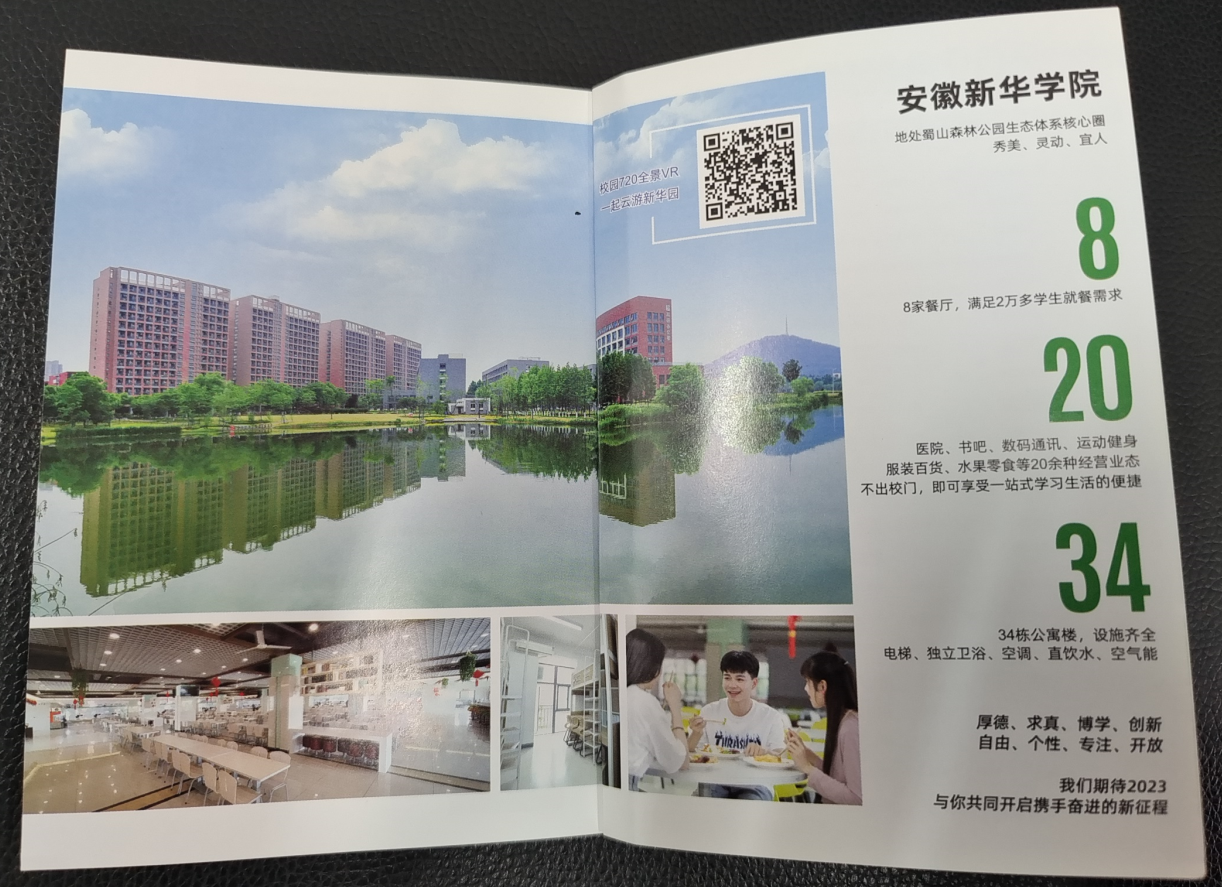 校园720全景VR
一起云游新华园
安徽新华学院
地处蜀山森林公园生态体系核心圈
秀美、灵动、宜人
8
8家餐厅，满足2万多学生就餐需求
20
医院、书吧、数码通讯、运动健身
服装百货、水果零食等20余种经营业态
不出校门，即可享受一站式学习生活的便捷
34
34栋公寓楼，设施齐全
电梯、独立卫浴、空调、直饮水、空气能
厚德、求真、博学、创新
自由、个性、专注、开放
我们期待2023
与你共同开启携手奋进的新征程